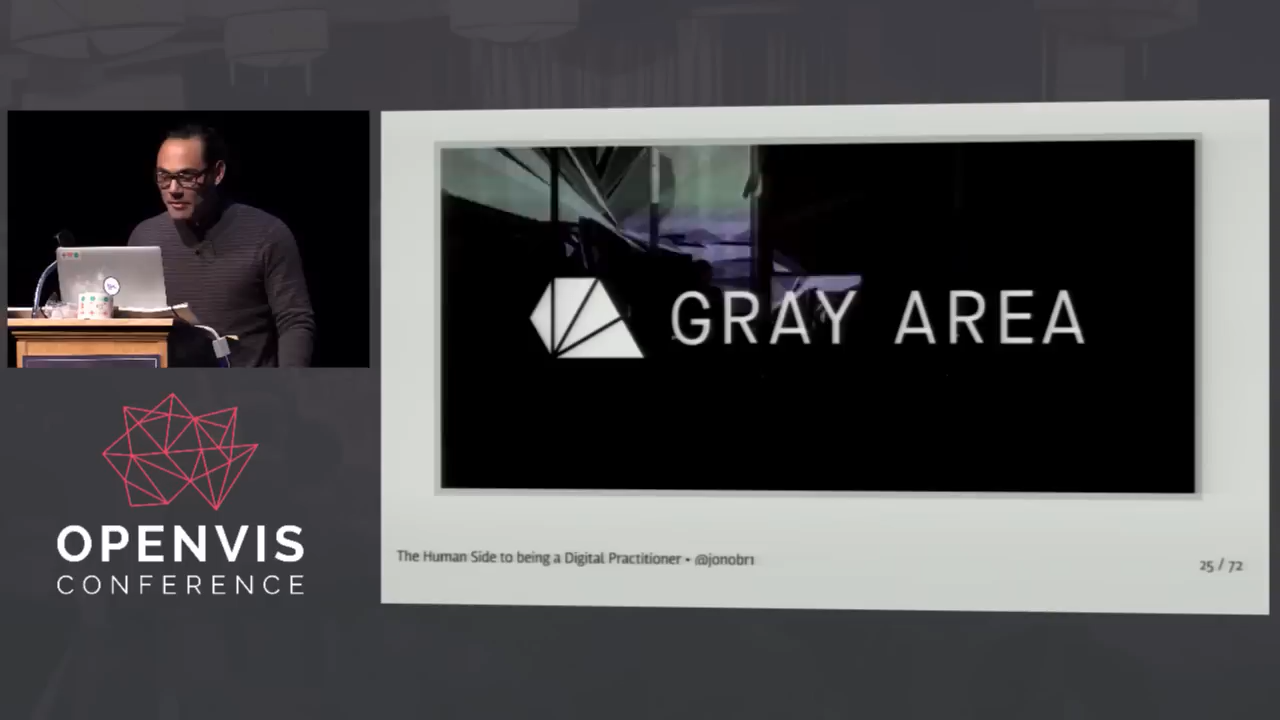 GRAY AREA
The Human Side to being a Digital Practitioner • @jonobr1
25 / 72
OPENVIS
CONFERENCE